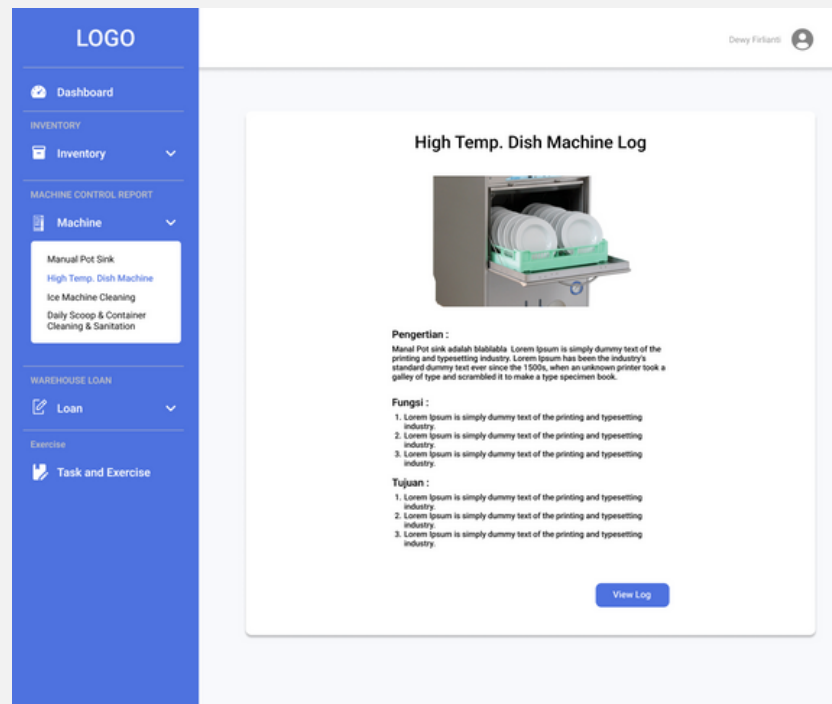 LOGO
Dewy Firlianti
Dashboard
INVENTORY
Inventory
MACHINE CONTROL REPORT
Machine
Manual Pot Sink
High Temp. Dish Machine
Ice Machine Cleaning
Daily Scoop & Container
Cleaning & Sanitation
WAREHOUSE LOAN
Loan
Exercise
Task and Exercise
High Temp. Dish Machine Log
Pengertian :
Manal Pot sink adalah blablabla Lorem Ipsum is simply dummy text of the
printing and typesetting industry. Lorem Ipsum has been the industry's
standard dummy text ever since the 1500s, when an unknown printer took a
galley of type and scrambled it to make a type specimen book.
Fungsi :
1. Lorem Ipsum is simply dummy text of the printing and typesetting
industry.
2. Lorem Ipsum is simply dummy text of the printing and typesetting
industry.
3. Lorem Ipsum is simply dummy text of the printing and typesetting
industry.
Tujuan :
1. Lorem Ipsum is simply dummy text of the printing and typesetting
industry.
2. Lorem Ipsum is simply dummy text of the printing and typesetting
industry.
3. Lorem Ipsum is simply dummy text of the printing and typesetting
industry.
View Log